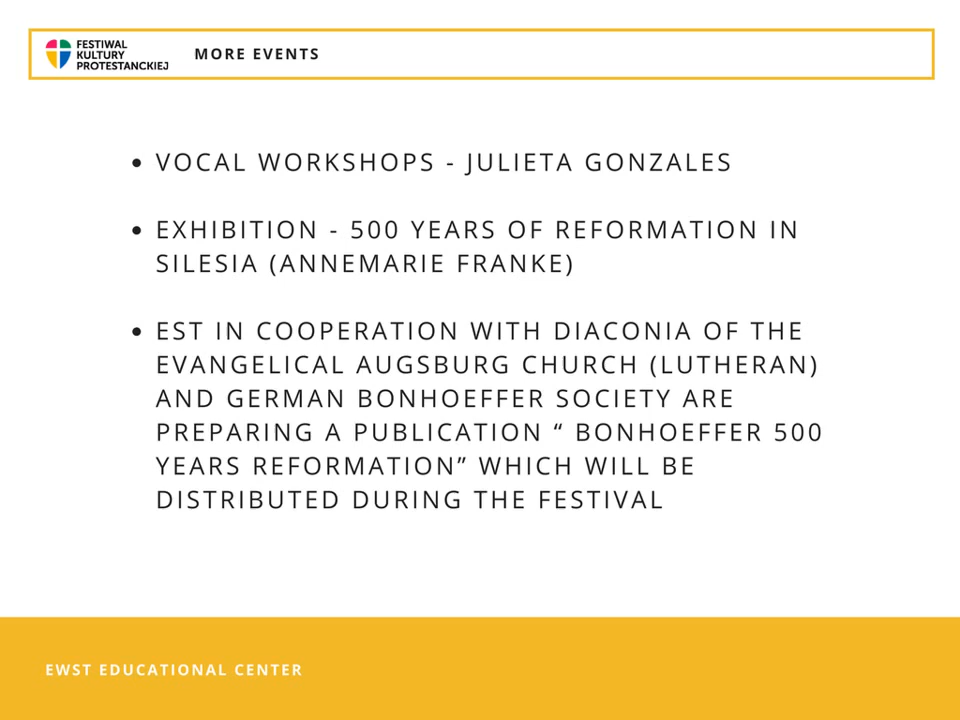 FESTIWAL
KULTURY
PROTESTANCKIEJ
MORE EVENTS
• VOCAL WORKSHOPS - JULIETA GONZALES
• EXHIBITION - 500 YEARS OF REFORMATION IN
SILESIA (ANNEMARIE FRANKE)
• EST IN COOPERATION WITH DIACONIA OF THE
EVANGELICAL AUGSBURG CHURCH (LUTHERAN)
AND GERMAN BONHOEFFER SOCIETY ARE
PREPARING A PUBLICATION “ BONHOEFFER 500
YEARS REFORMATION” WHICH WILL BE
DISTRIBUTED DURING THE FESTIVAL
EWST EDUCATIONAL CENTER